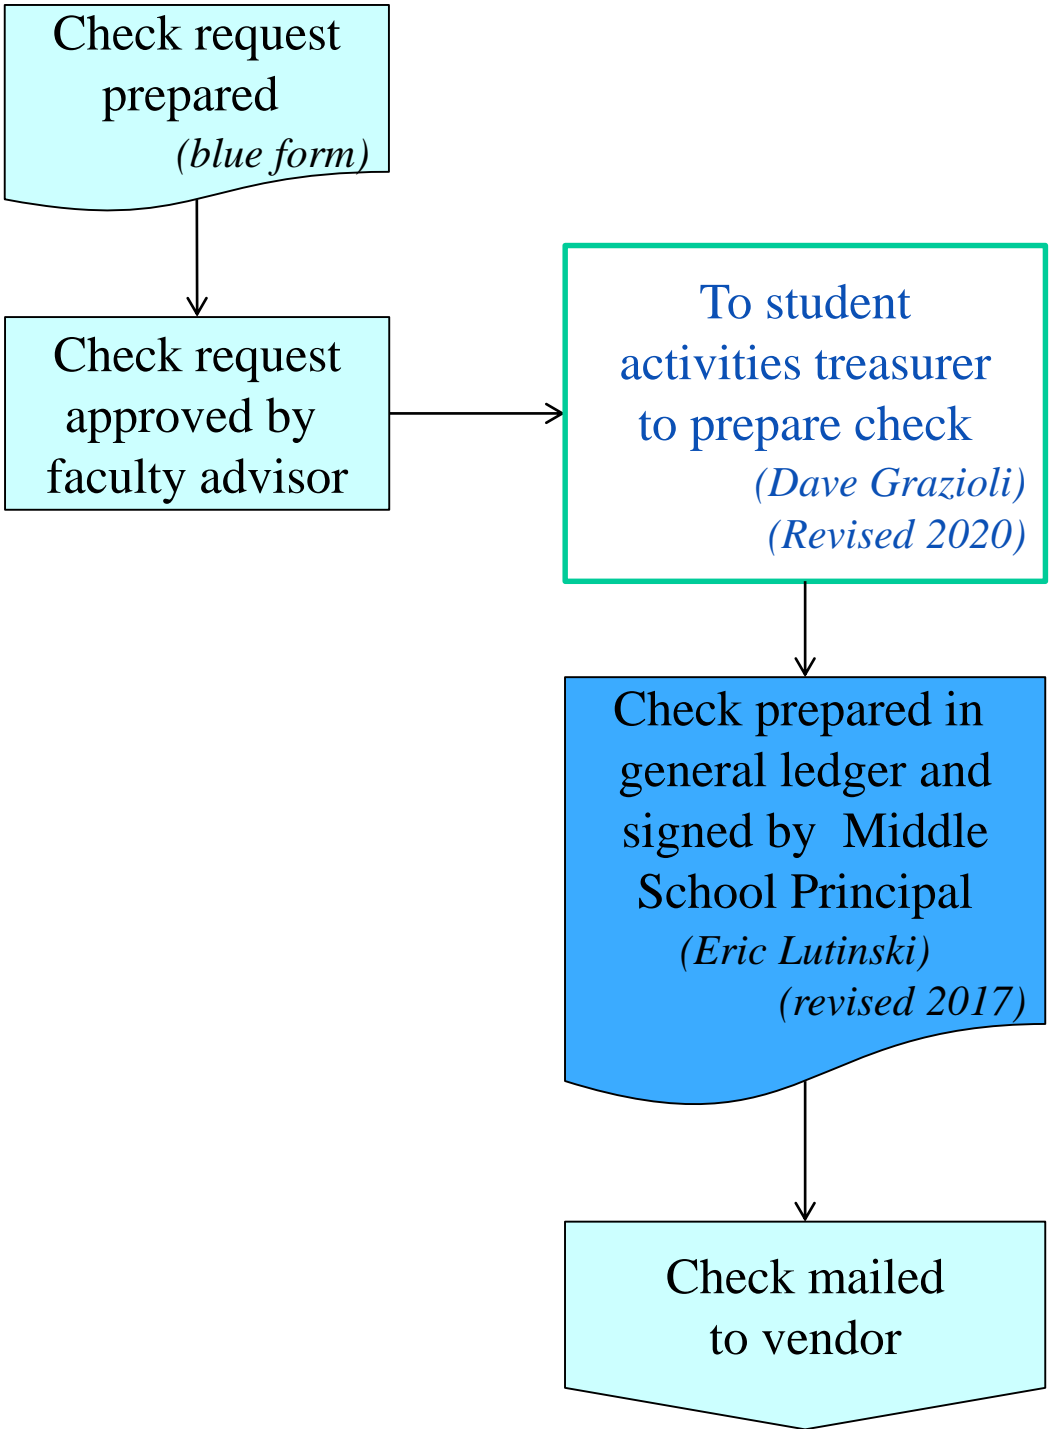 Check request
prepared
(blue form)
Check request
approved by
faculty advisor
To student
activities treasurer
to prepare check
(Dave Grazioli)
(Revised 2020)
Check prepared in
general ledger and
signed by  Middle
School Principal
(Eric Lutinski)
(revised 2017)
Check mailed
to vendor